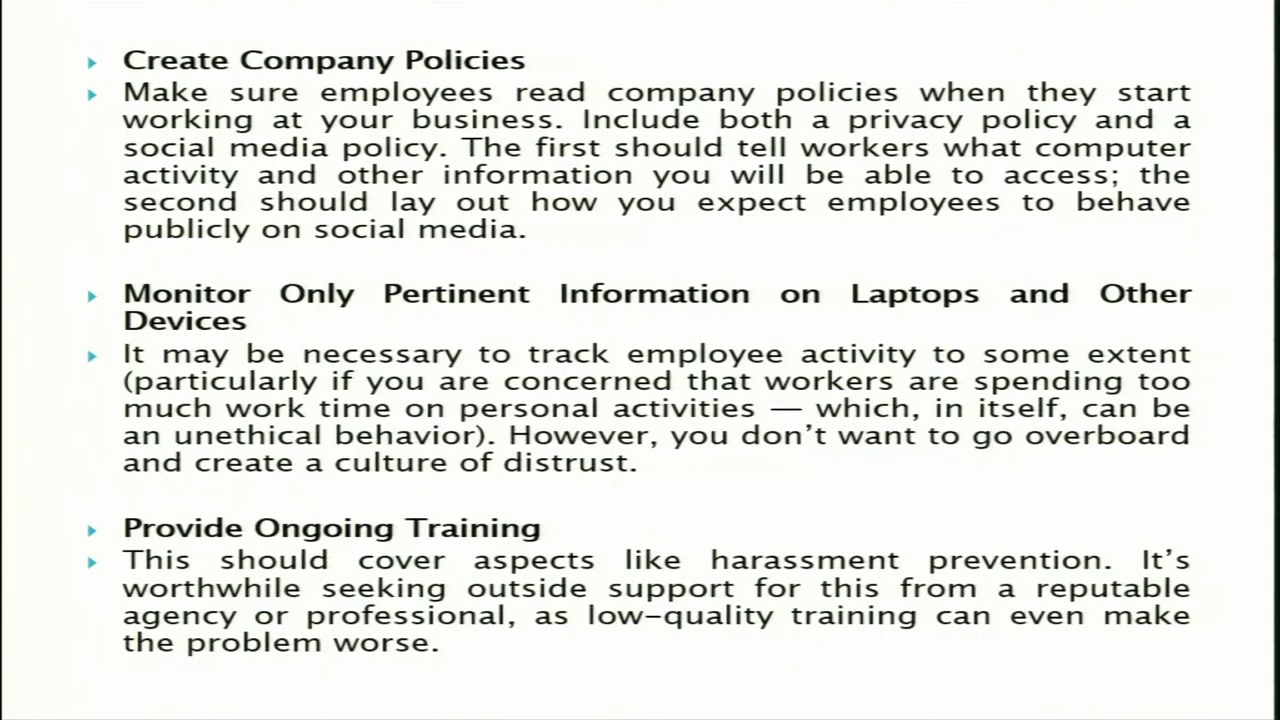 Create Company Policies
Make sure employees read company policies when they start
working at your business. Include both a privacy policy and a
social media policy. The first should tell workers what computer
activity and other information you will be able to access; the
second should lay out how you expect employees to behave
publicly on social media.
Monitor Only Pertinent Information on Laptops and Other
Devices
It may be necessary to track employee activity to some extent
(particularly if you are concerned that workers are spending too
much work time on personal activities — which, in itself, can be
an unethical behavior). However, you don’t want to go overboard
and create a culture of distrust.
Provide Ongoing Training
This should cover aspects like harassment prevention. It’s
worthwhile seeking outside support for this from a reputable
agency or professional, as low–quality training can even make
the problem worse.